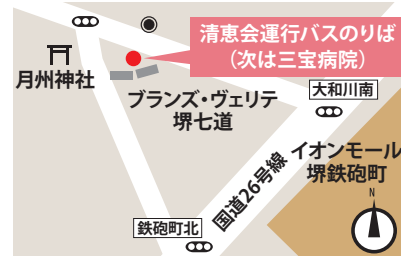 清恵会運行バスのりば
（次は三宝病院）
月州神社
ブランズ・ヴェリテ
堺七道
大和川南
イオンモール
堺鉄砲町
国道26号線
鉄砲町北
N